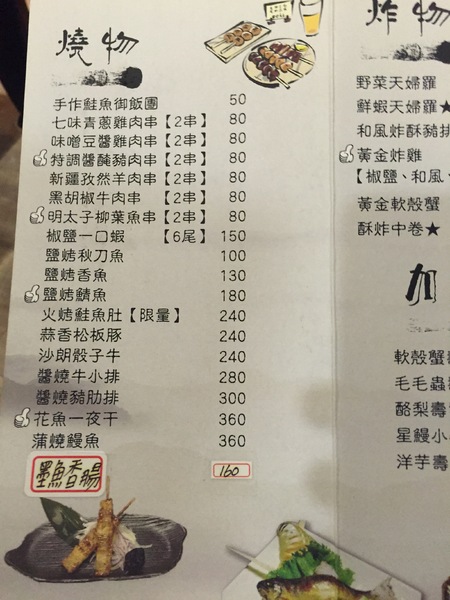 燒物
手作鮭魚御飯團 50
七味青蔥雞肉串【2串】 80
味噌豆醬雞肉串【2串】 80
特調醬醃豬肉串【2串】 80
新疆孜然羊肉串【2串】 80
黑胡椒牛肉串 【2串】 80
明太子柳葉魚串【2串】 80
椒鹽一口蝦 【6尾】 150
鹽烤秋刀魚 100
鹽烤香魚 130
鹽烤鯖魚 180
火烤鮭魚肚【限量】 240
蒜香松板豚 240
沙朗骰子牛 240
醬燒牛小排 280
醬燒豬肋排 300
花魚一夜干 360
蒲燒鰻魚 360
墨魚香腸 160
炸物
野菜天婦羅
鮮蝦天婦羅★
和風炸酥豬排
黃金炸雞
【椒鹽、和風
黃金軟殼蟹
酥炸中卷★
加
軟殼蟹壽
毛毛蟲壽
酪梨壽
星鰻小
洋芋壽